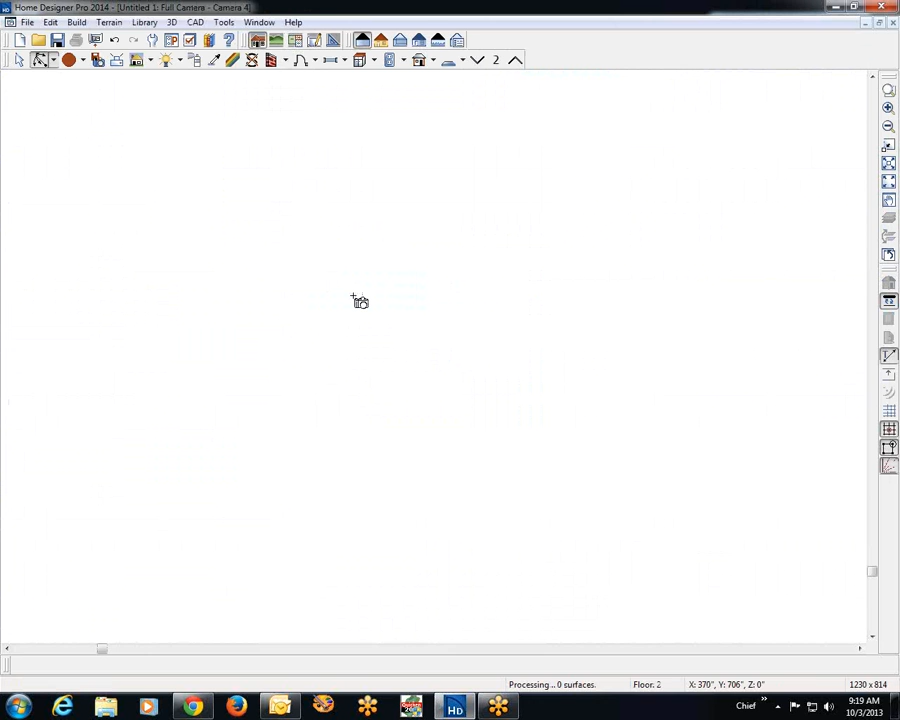 Home Designer Pro 2014 - [Untitled 1: Full Camera - Camera 4]
File Edit Build Terrain Library 3D CAD Tools Window Help
2
Processing .. 0 surfaces. Floor: 2 X: 370", Y: 706", Z: 0" 1230 x 814
Chief » 9:19 AM
10/3/2013